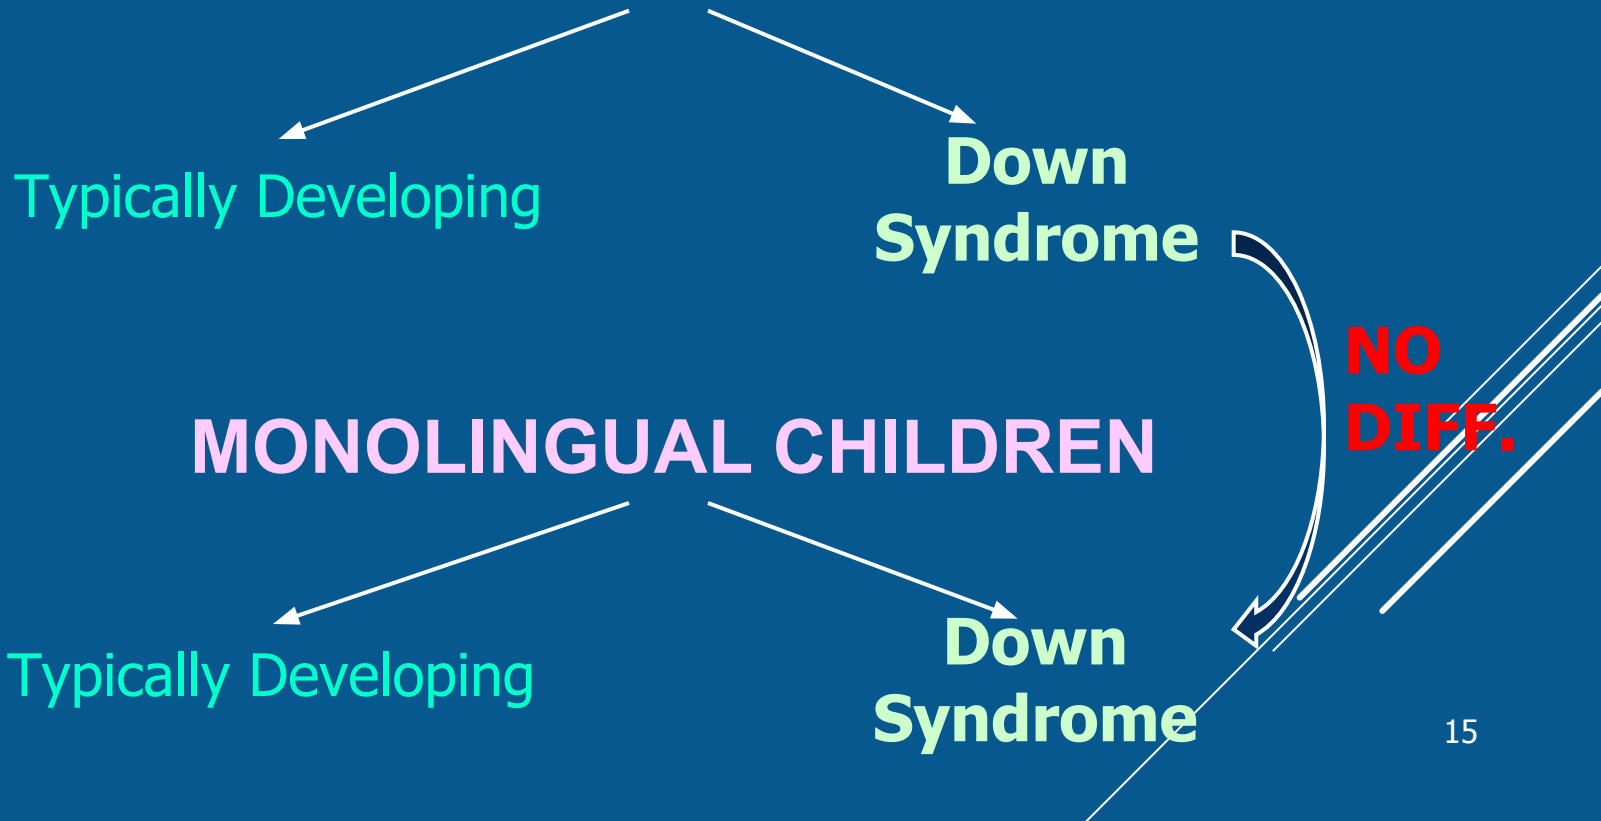 Typically Developing
Down
Syndrome
NO
DIFF.
MONOLINGUAL CHILDREN
Typically Developing
Down
Syndrome
15